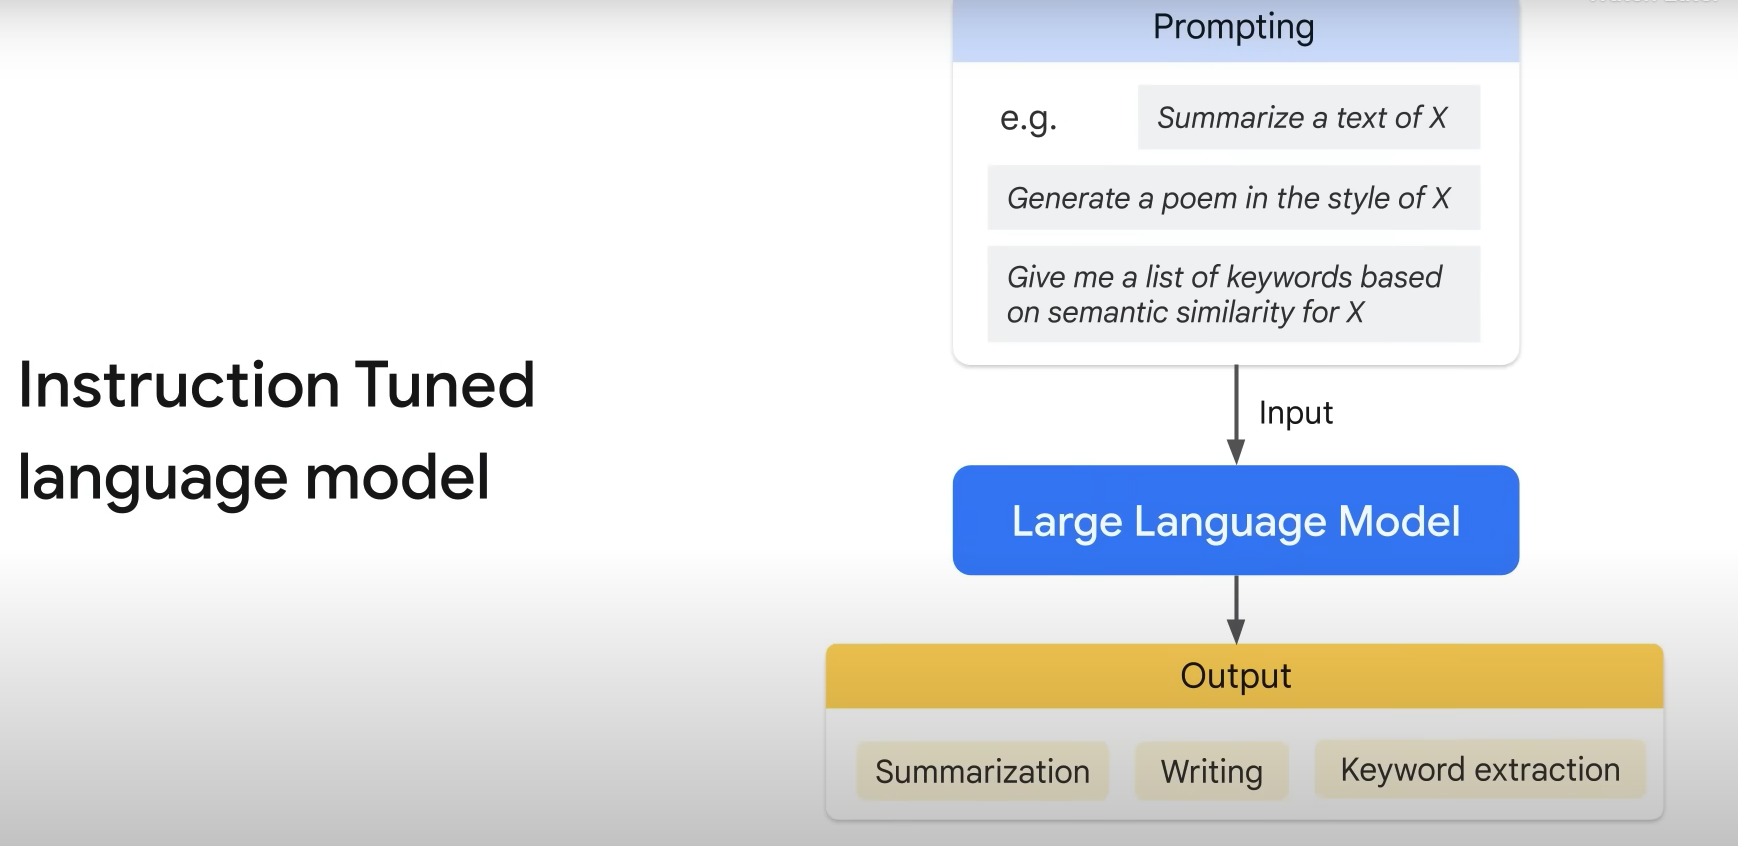 Prompting
e.g.
Summarize a text of X
Generate a poem in the style of X
Give me a list of keywords based
on semantic similarity for X
Instruction Tuned
language model
Input
Large Language Model
Output
Summarization
Writing
Keyword extraction